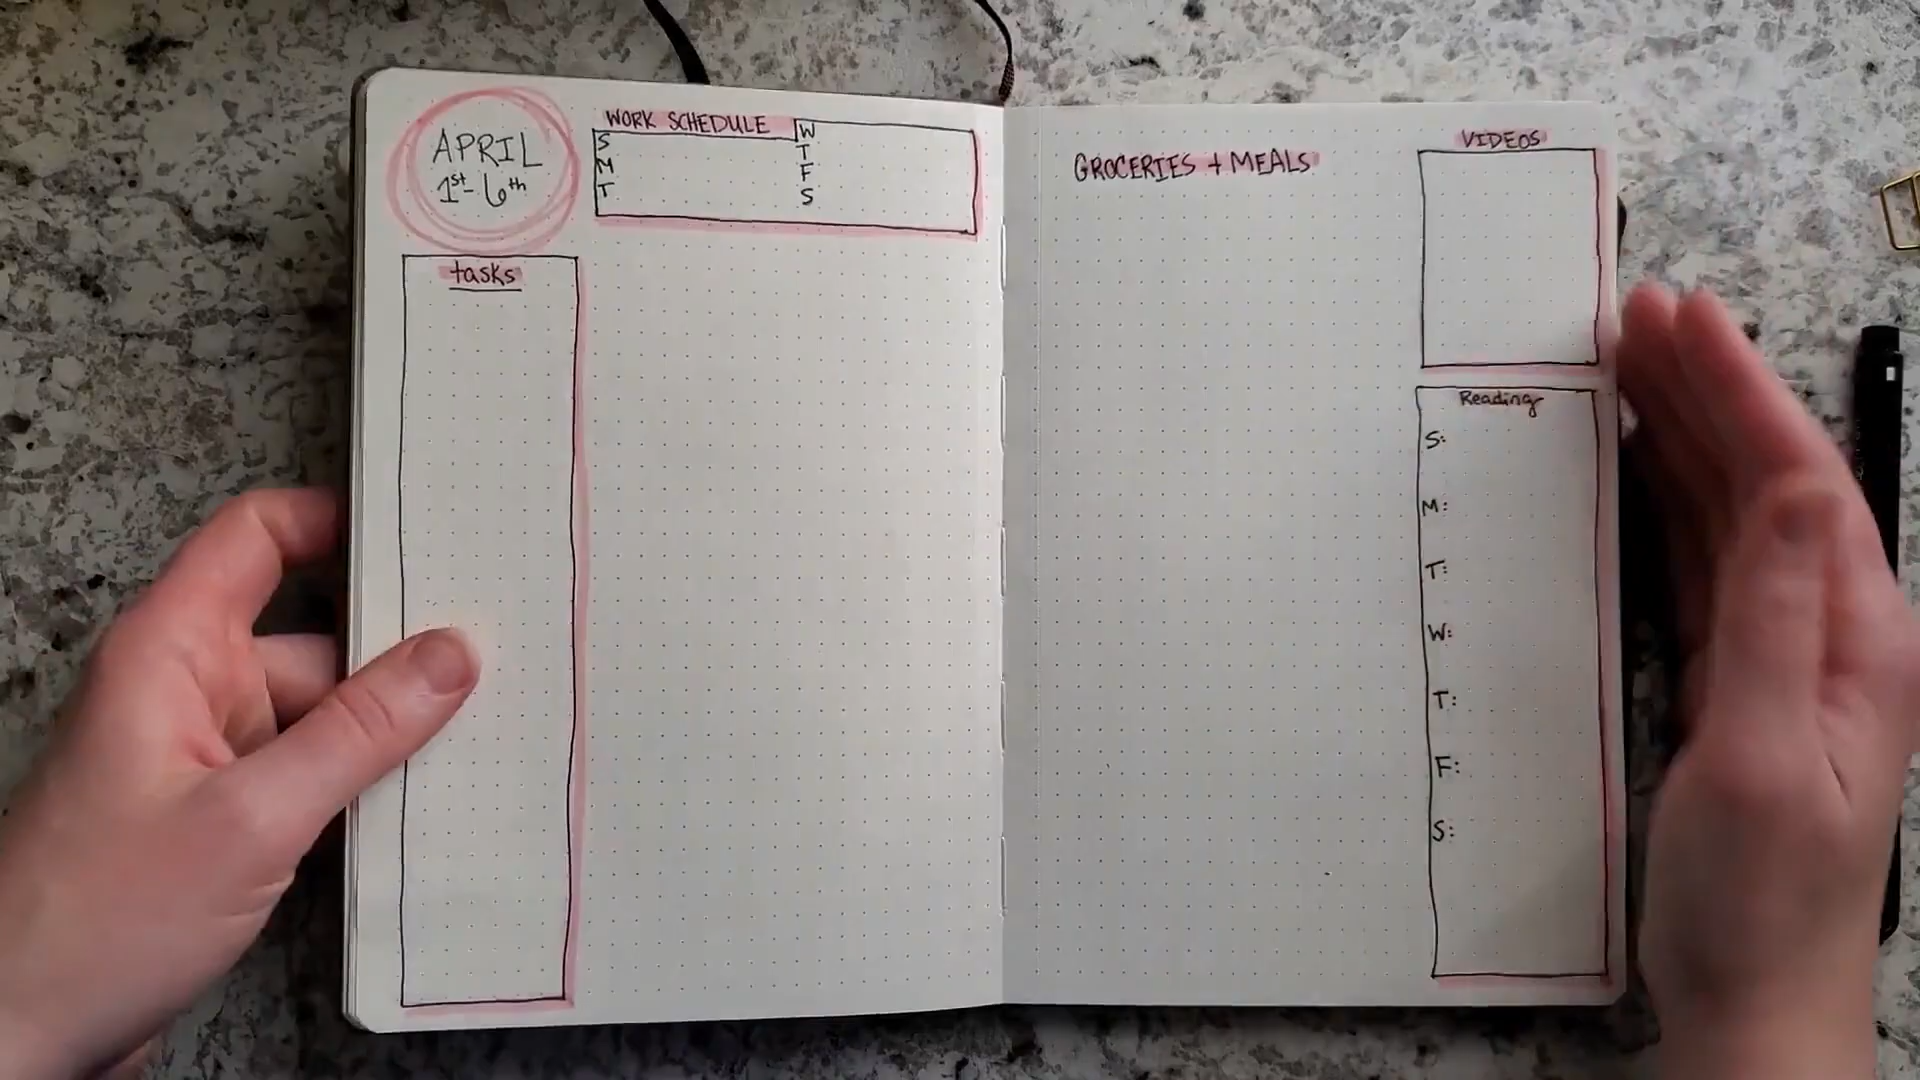 APRIL
1st-6th
WORK SCHEDULE
S
M
T
W
T
F
S
tasks
GROCERIES + MEALS
VIDEOS
Reading
S:
M:
T:
W:
T:
F:
S: